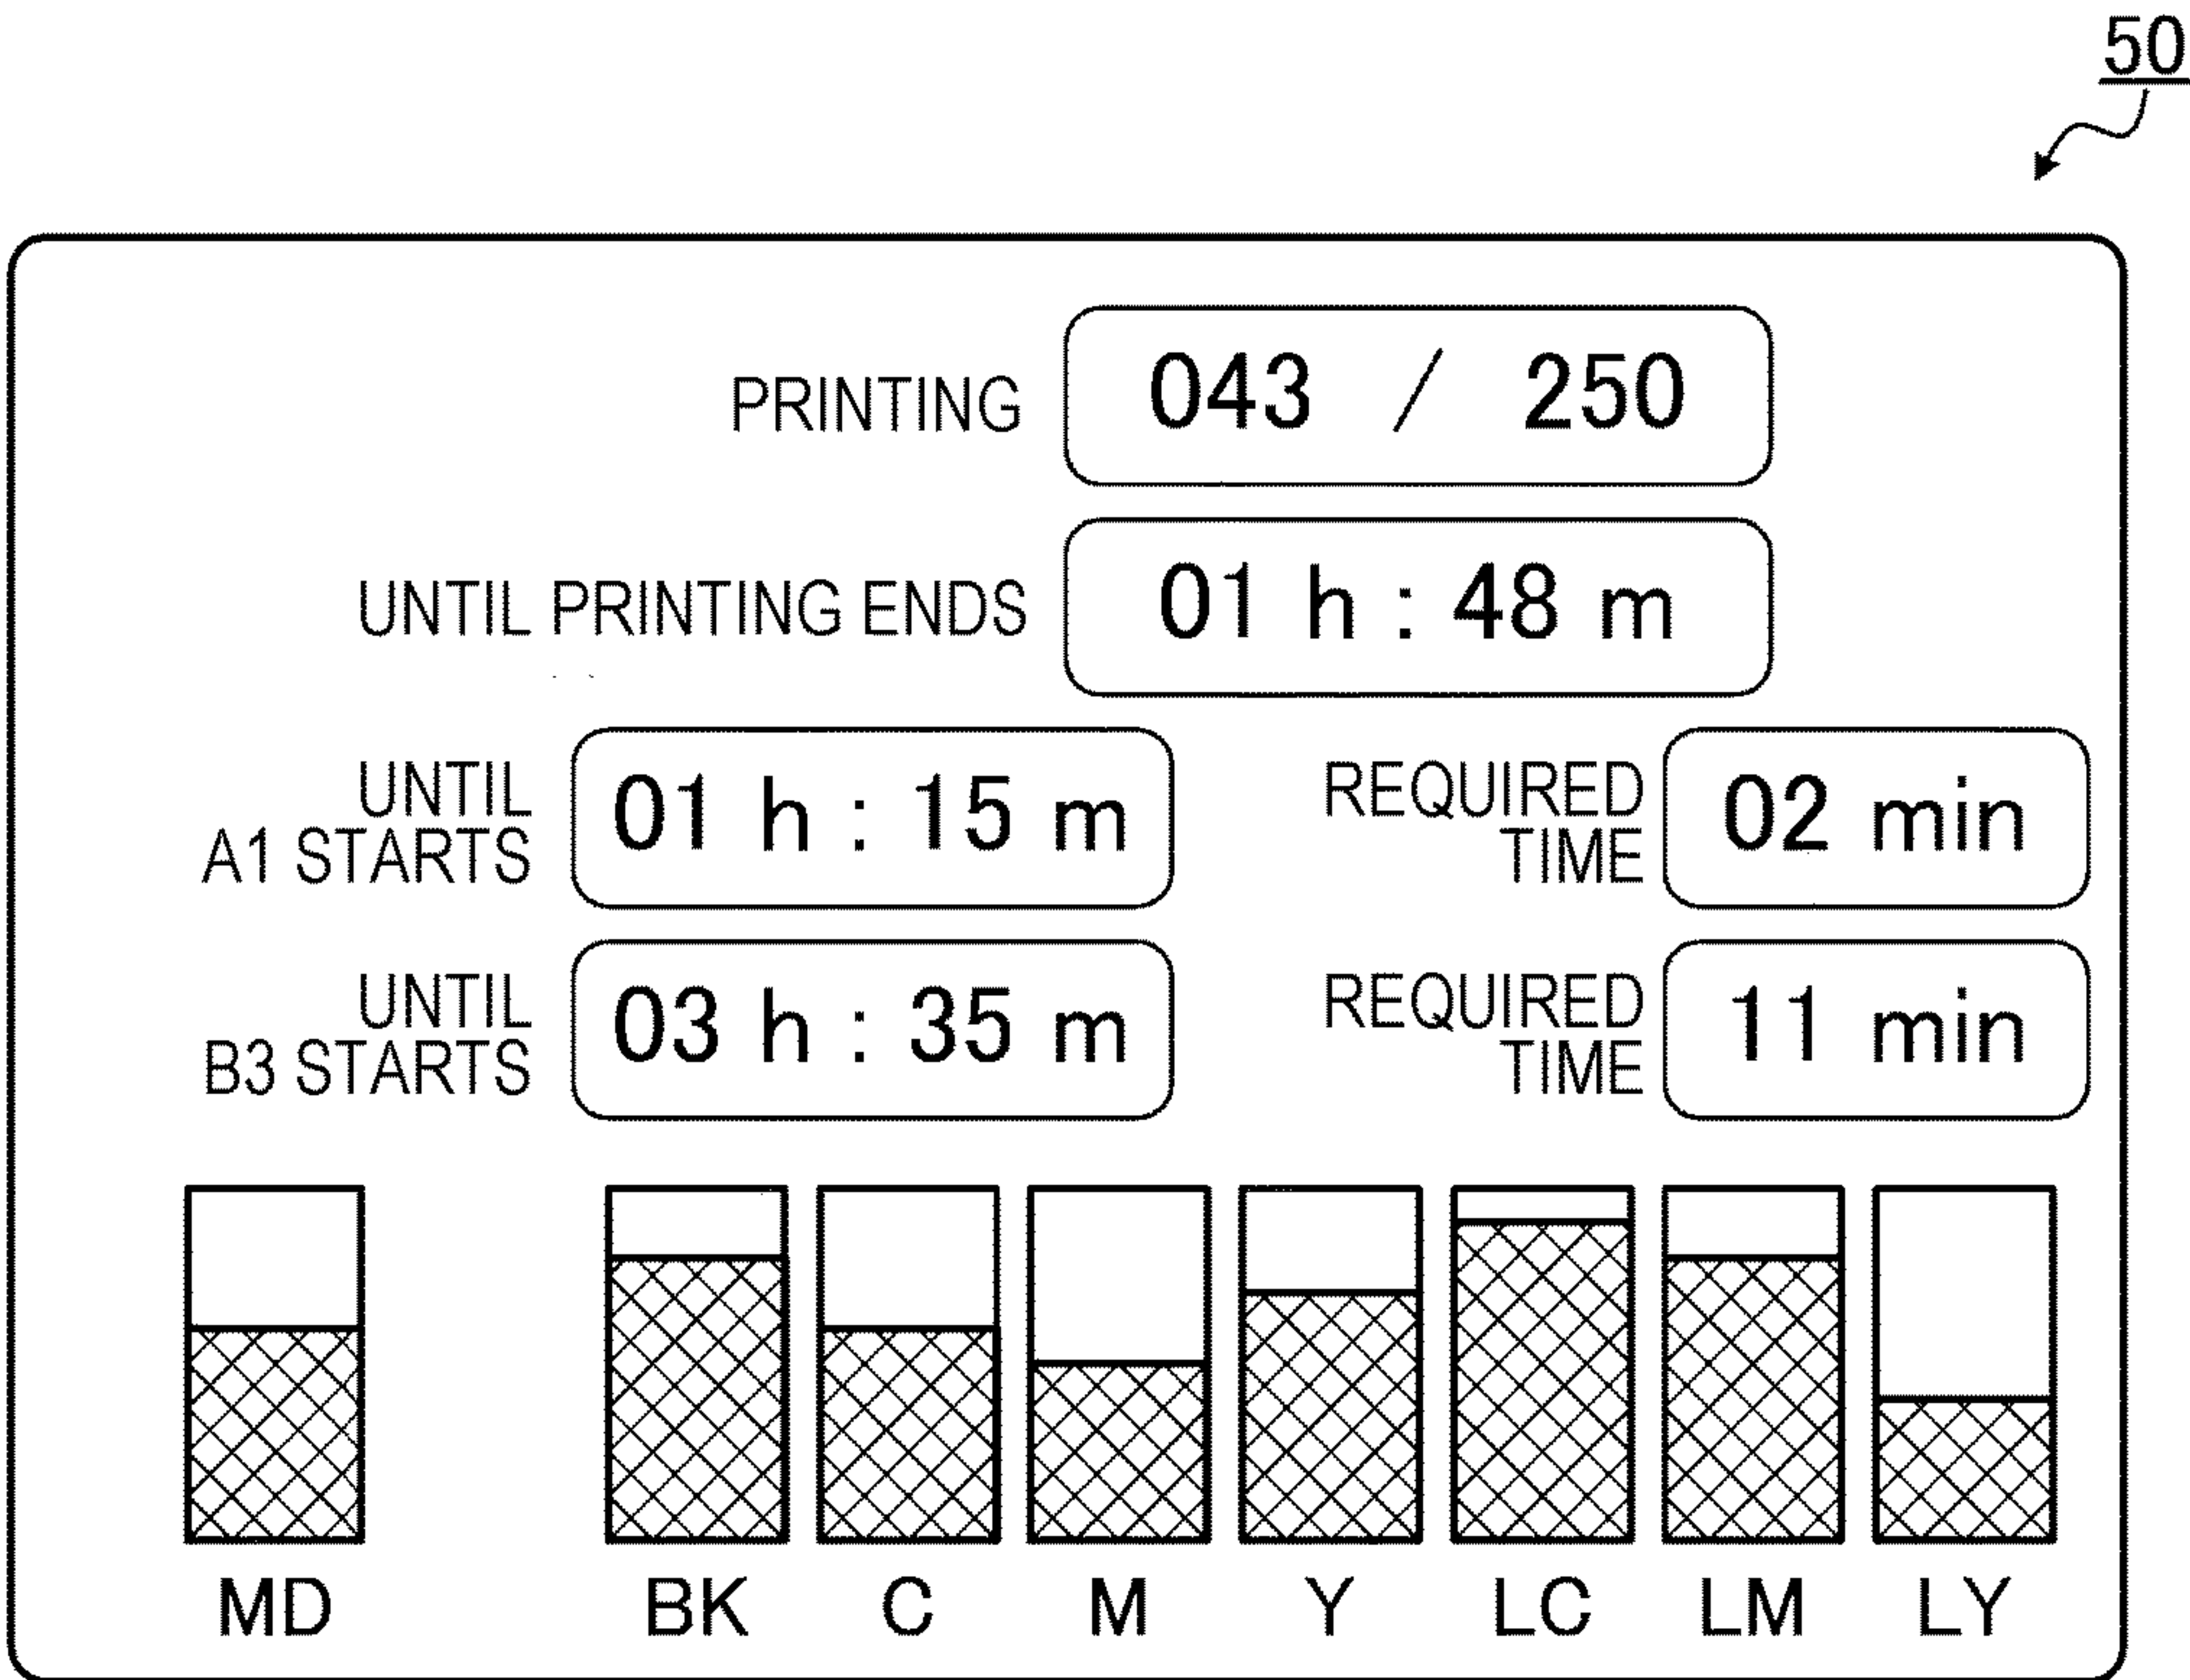 50
PRINTING 043 / 250
UNTIL PRINTING ENDS 01 h : 48 m
UNTIL
A1 STARTS
01 h : 15 m
REQUIRED
TIME
02 min
UNTIL
B3 STARTS
03 h : 35 m
REQUIRED
TIME
11 min
MD BK C M Y LC LM LY